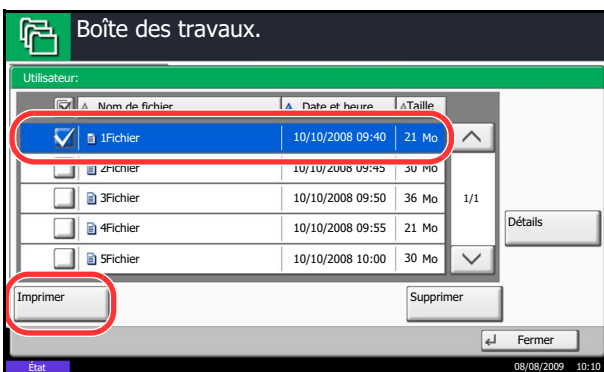 Boîte des travaux.
Utilisateur:
Nom de fichier Date et heure Taille
1Fichier 10/10/2008 09:40 21 Mo
2Fichier 10/10/2008 09:45 30 Mo
3Fichier 10/10/2008 09:50 36 Mo 1/1
4Fichier 10/10/2008 09:55 21 Mo Détails
5Fichier 10/10/2008 10:00 30 Mo
Imprimer Supprimer
Fermer
État 08/08/2009 10:10